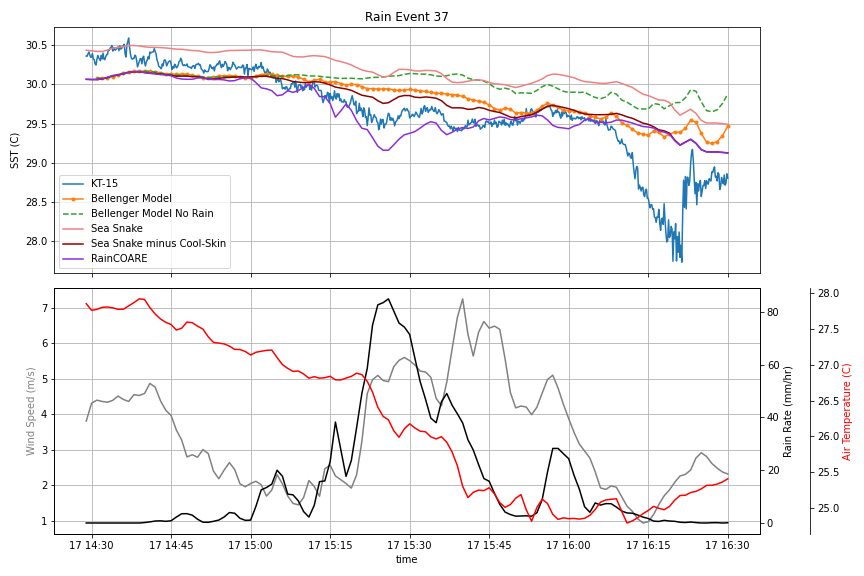 Rain Event 37
SST (C)
30.5
30.0
29.5
29.0
28.5
28.0
KT-15
Bellenger Model
Bellenger Model No Rain
Sea Snake
Sea Snake minus Cool-Skin
RainCOARE
Wind Speed (m/s)
7
6
5
4
3
2
1
80
60
40
20
0
Rain Rate (mm/hr)
28.0
27.5
27.0
26.5
26.0
25.5
25.0
Air Temperature (C)
17 14:30 17 14:45 17 15:00 17 15:15 17 15:30 17 15:45 17 16:00 17 16:15 17 16:30
time